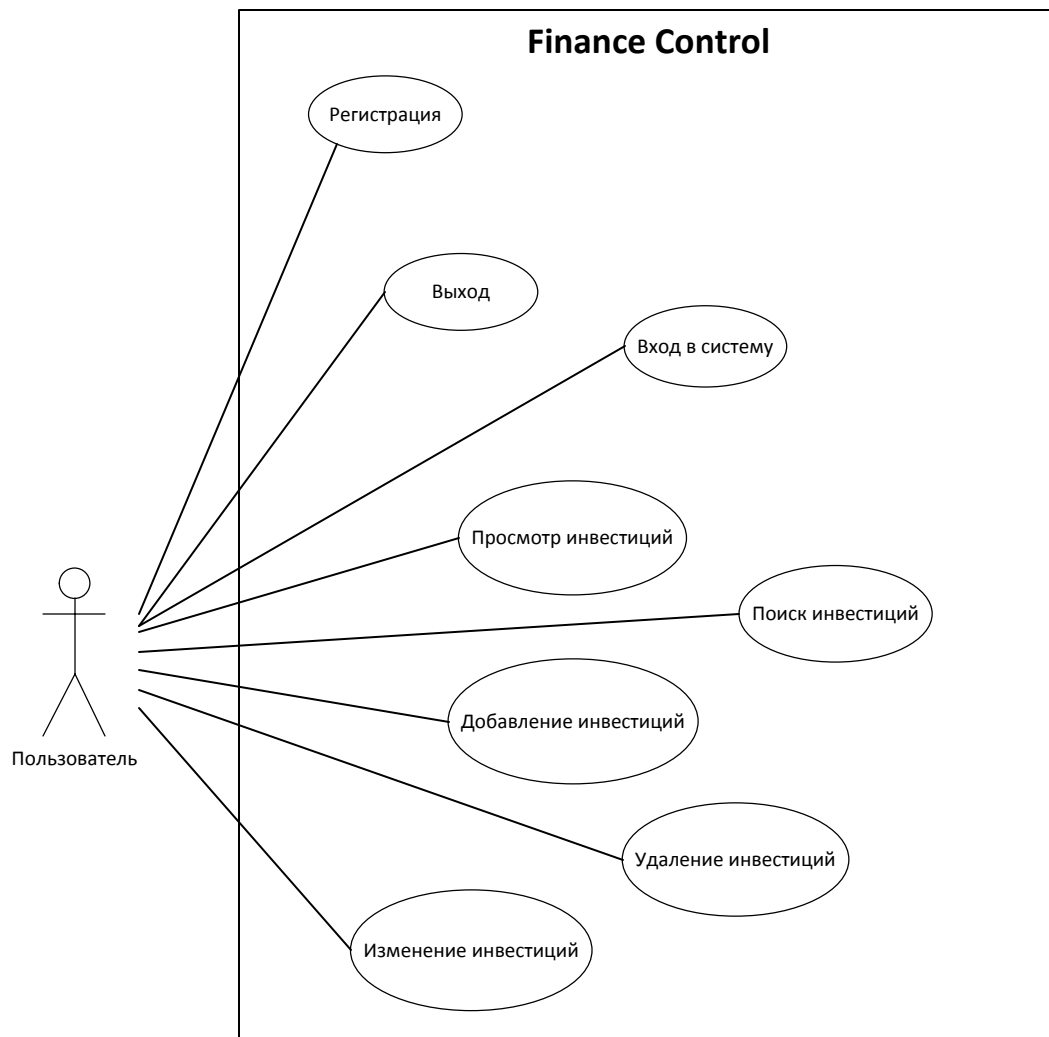 Finance Control
Регистрация
Выход
Вход в систему
Просмотр инвестиций
Поиск инвестиций
Добавление инвестиций
Пользователь
Удаление инвестиций
Изменение инвестиций